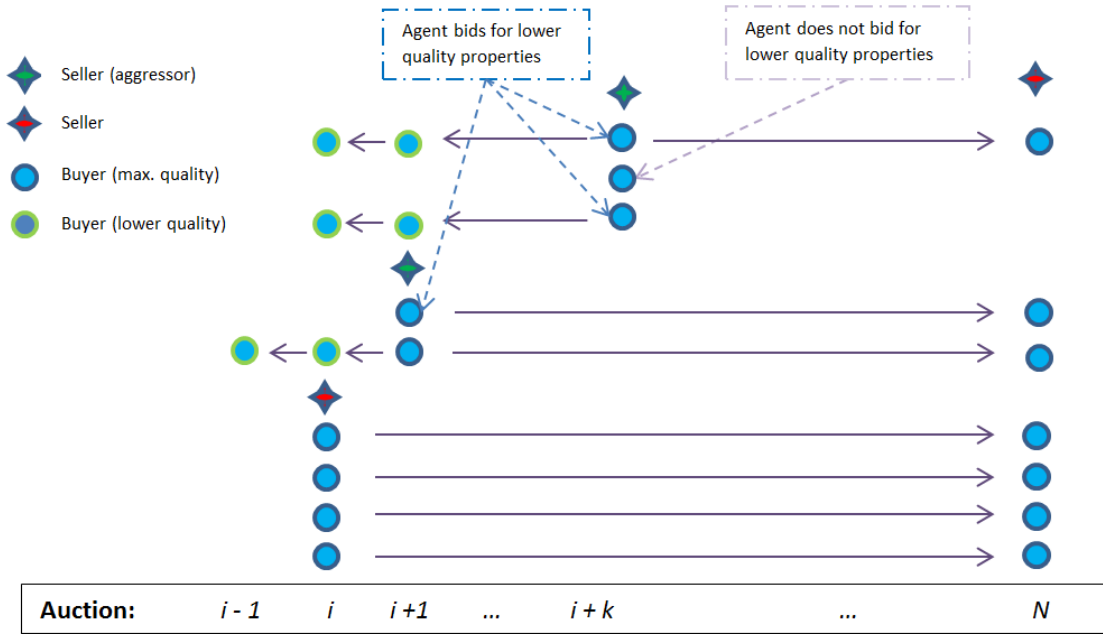 Agent bids for lower
quality properties
Agent does not bid for
lower quality properties
Seller (aggressor)
Seller
Buyer (max. quality)
Buyer (lower quality)
Auction: i - 1 i i +1 ... i + k ... N